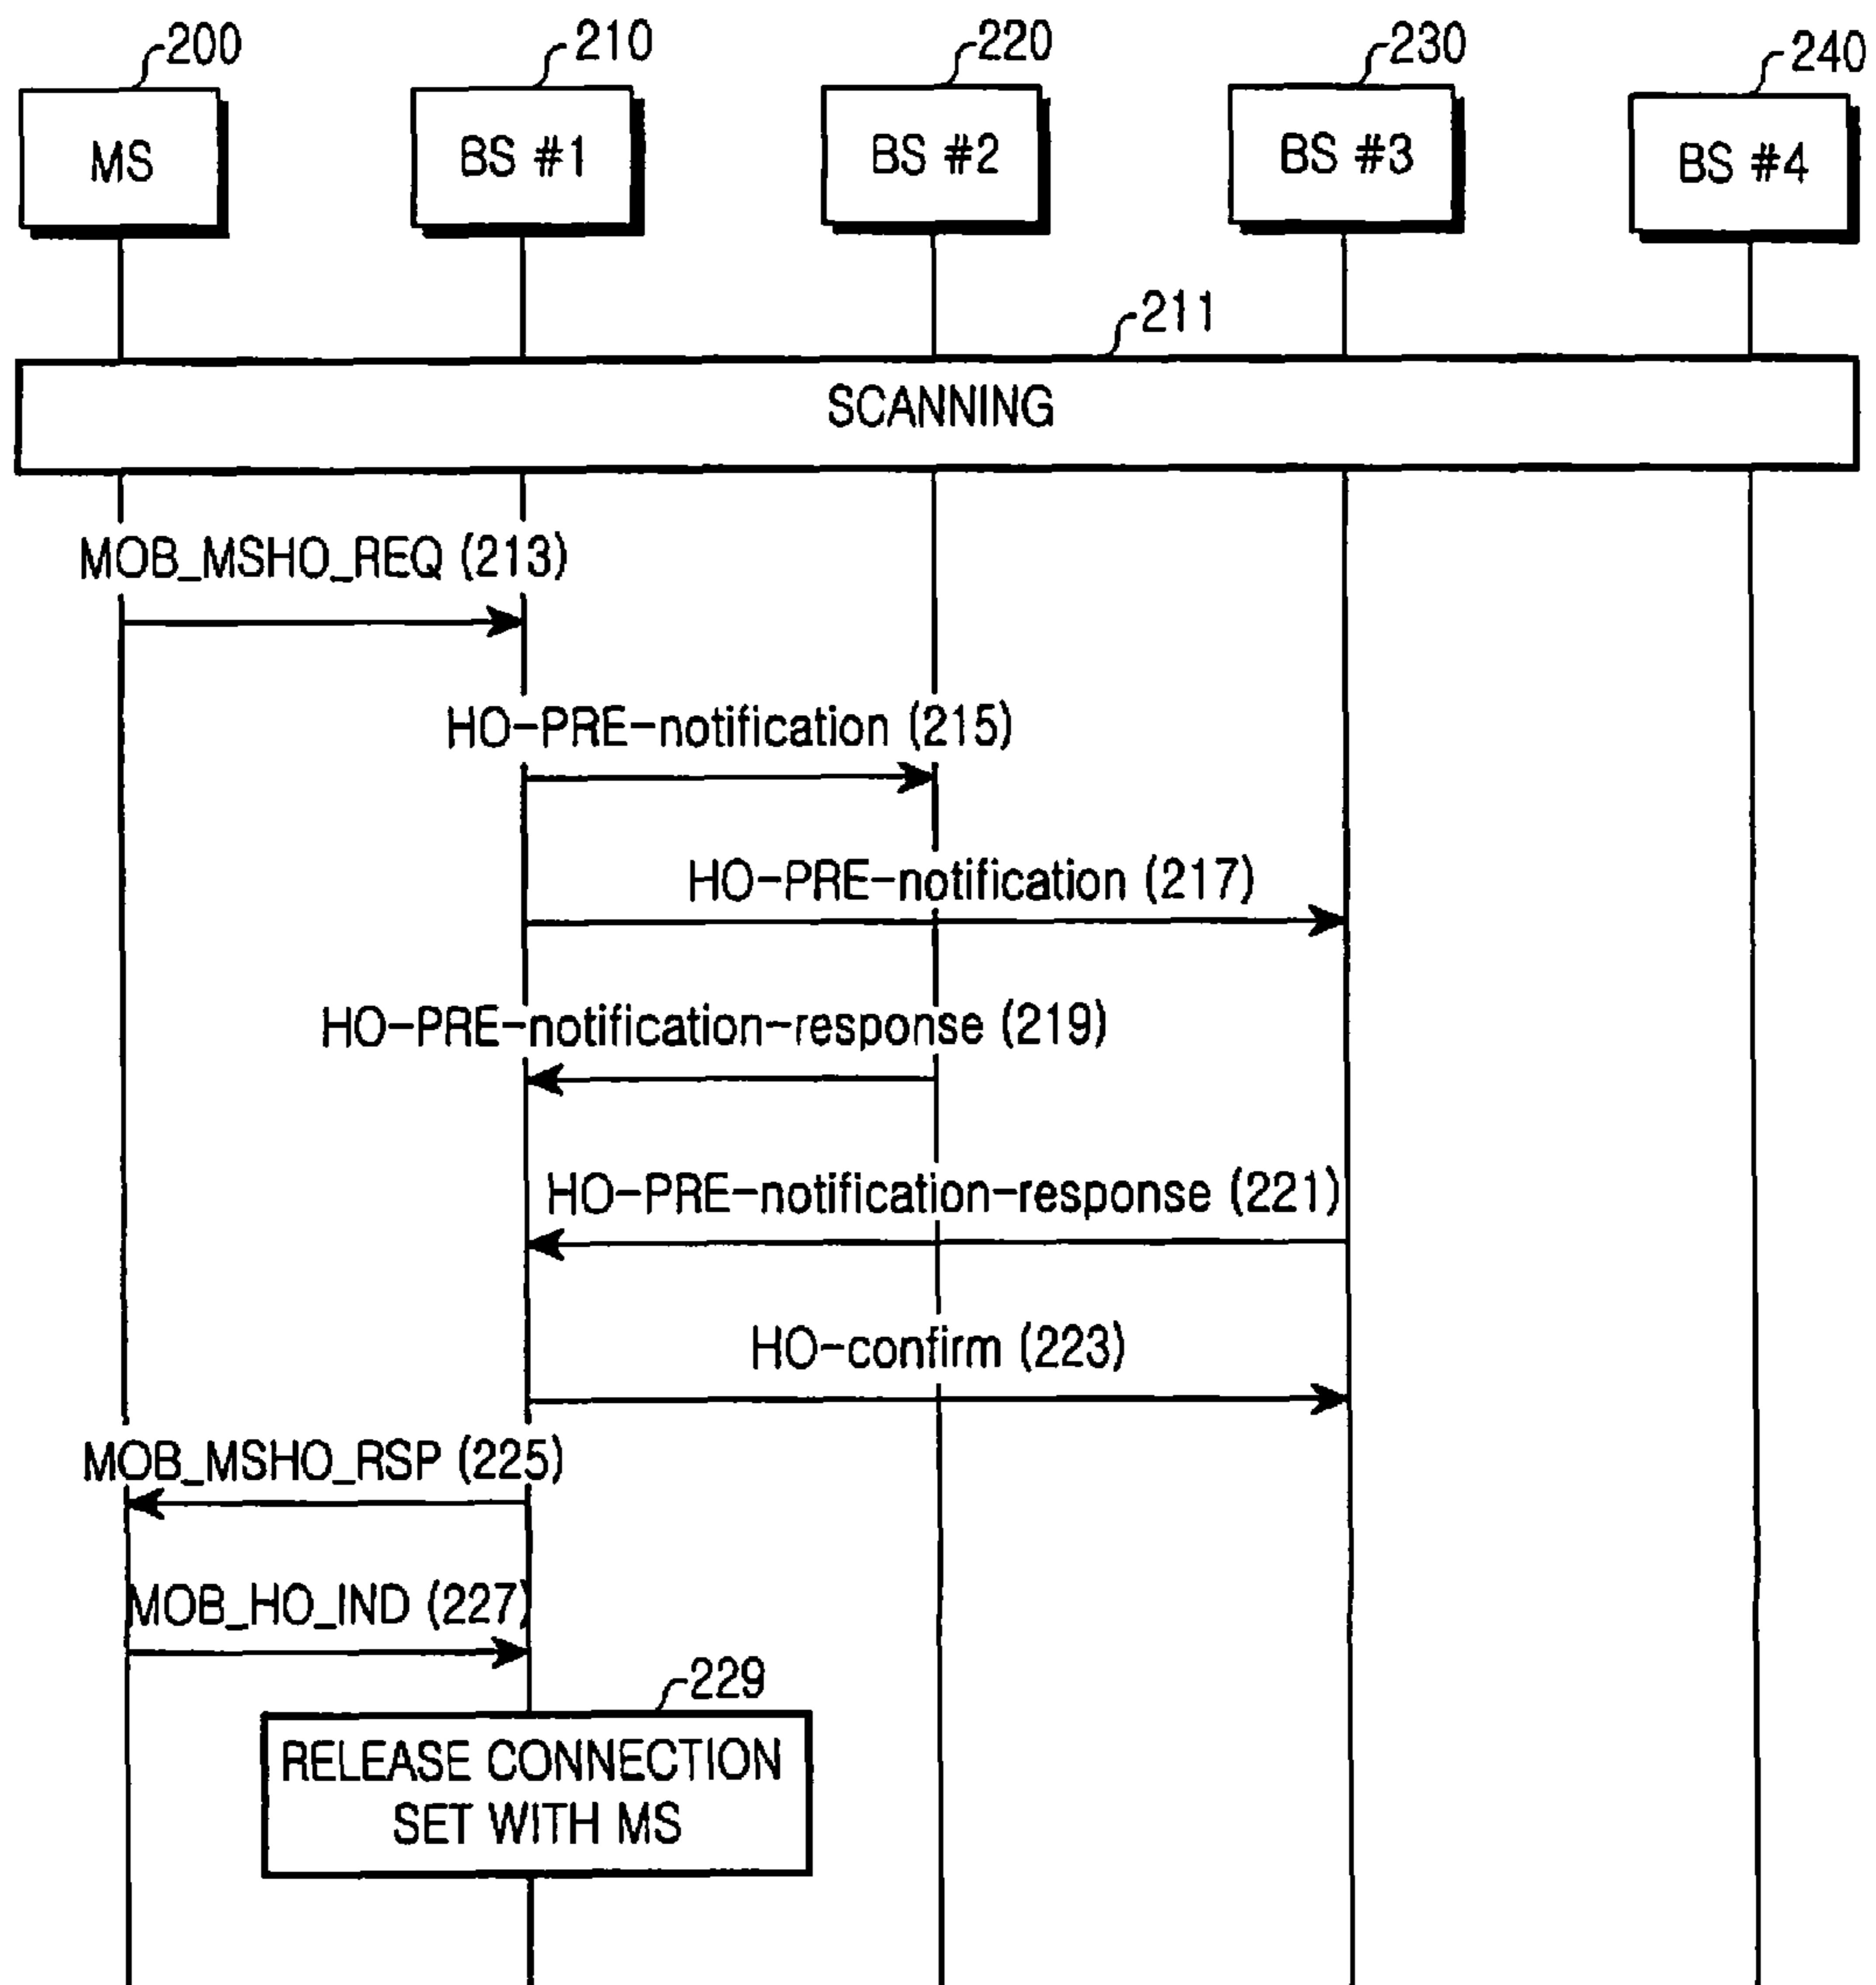 200
210
220
230
240
MS
BS #1
BS #2
BS #3
BS #4
211
SCANNING
MOB_MSHO_REQ (213)
HO-PRE-notification (215)
HO-PRE-notification (217)
HO-PRE-notification-response (219)
HO-PRE-notification-response (221)
HO-confirm (223)
MOB_MSHO_RSP (225)
MOB_HO_IND (227)
229
RELEASE CONNECTION
SET WITH MS